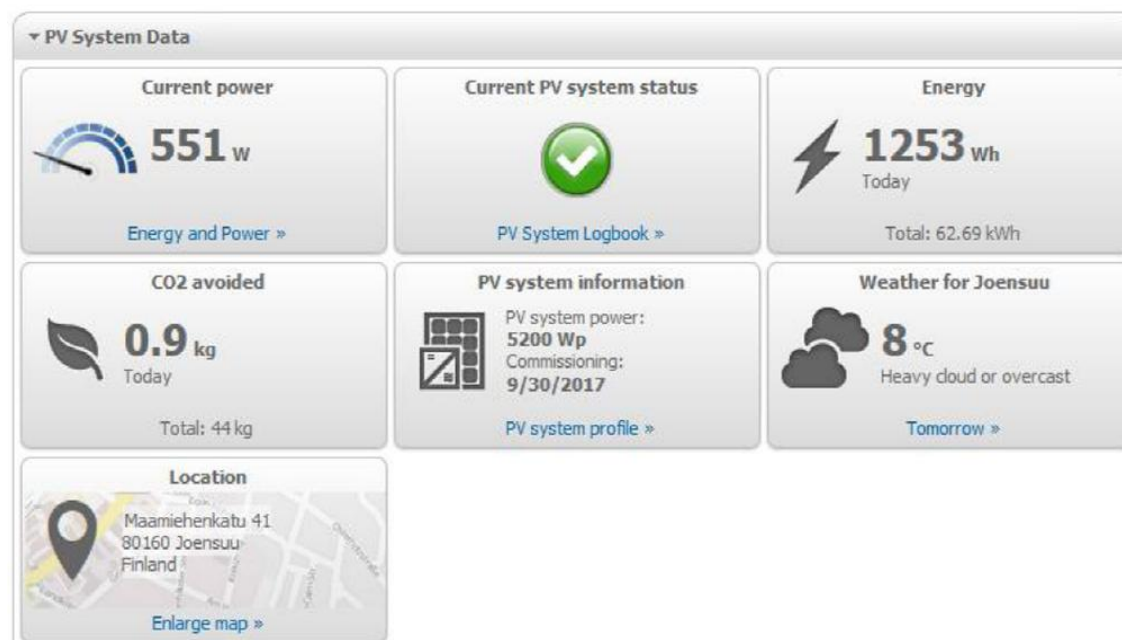 PV System Data
Current power
551 W
Energy and Power »
Current PV system status
PV System Logbook »
Energy
1253 Wh
Today
Total: 62.69 kWh
CO2 avoided
0.9 kg
Today
Total: 44 kg
PV system information
PV system power:
5200 Wp
Commissioning:
9/30/2017
PV system profile »
Weather for Joensuu
8 °C
Heavy cloud or overcast
Tomorrow »
Location
Maamiehenkatu 41
80160 Joensuu
Finland
Enlarge map »